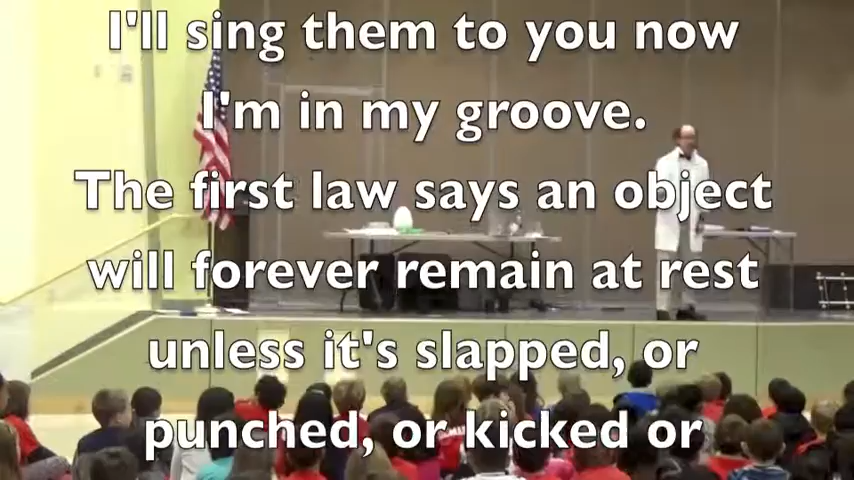 I'll sing them to you now
I'm in my groove.
The first law says an object
will forever remain at rest
unless it's slapped, or
punched, or kicked or